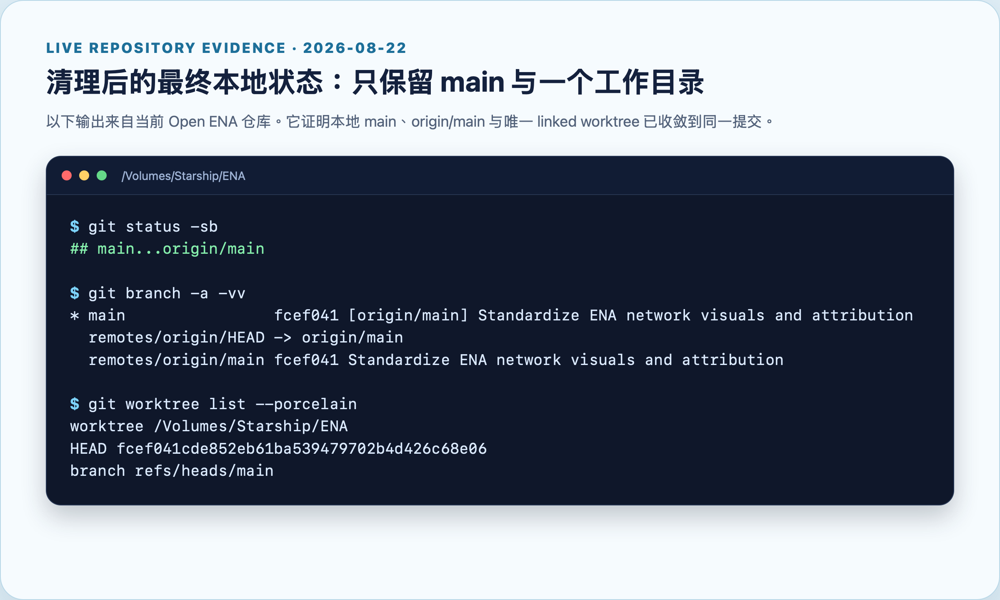 LIVE REPOSITORY EVIDENCE · 2026-08-22
清理后的最终本地状态：只保留 main 与一个工作目录
以下输出来自当前 Open ENA 仓库。它证明本地 main、origin/main 与唯一 linked worktree 已收敛到同一提交。
/Volumes/Starship/ENA
$ git status -sb
## main...origin/main
$ git branch -a -vv
* main                fcef041 [origin/main] Standardize ENA network visuals and attribution
  remotes/origin/HEAD -> origin/main
  remotes/origin/main fcef041 Standardize ENA network visuals and attribution
$ git worktree list --porcelain
worktree /Volumes/Starship/ENA
HEAD fcef041cde852eb61ba539479702b4d426c68e06
branch refs/heads/main